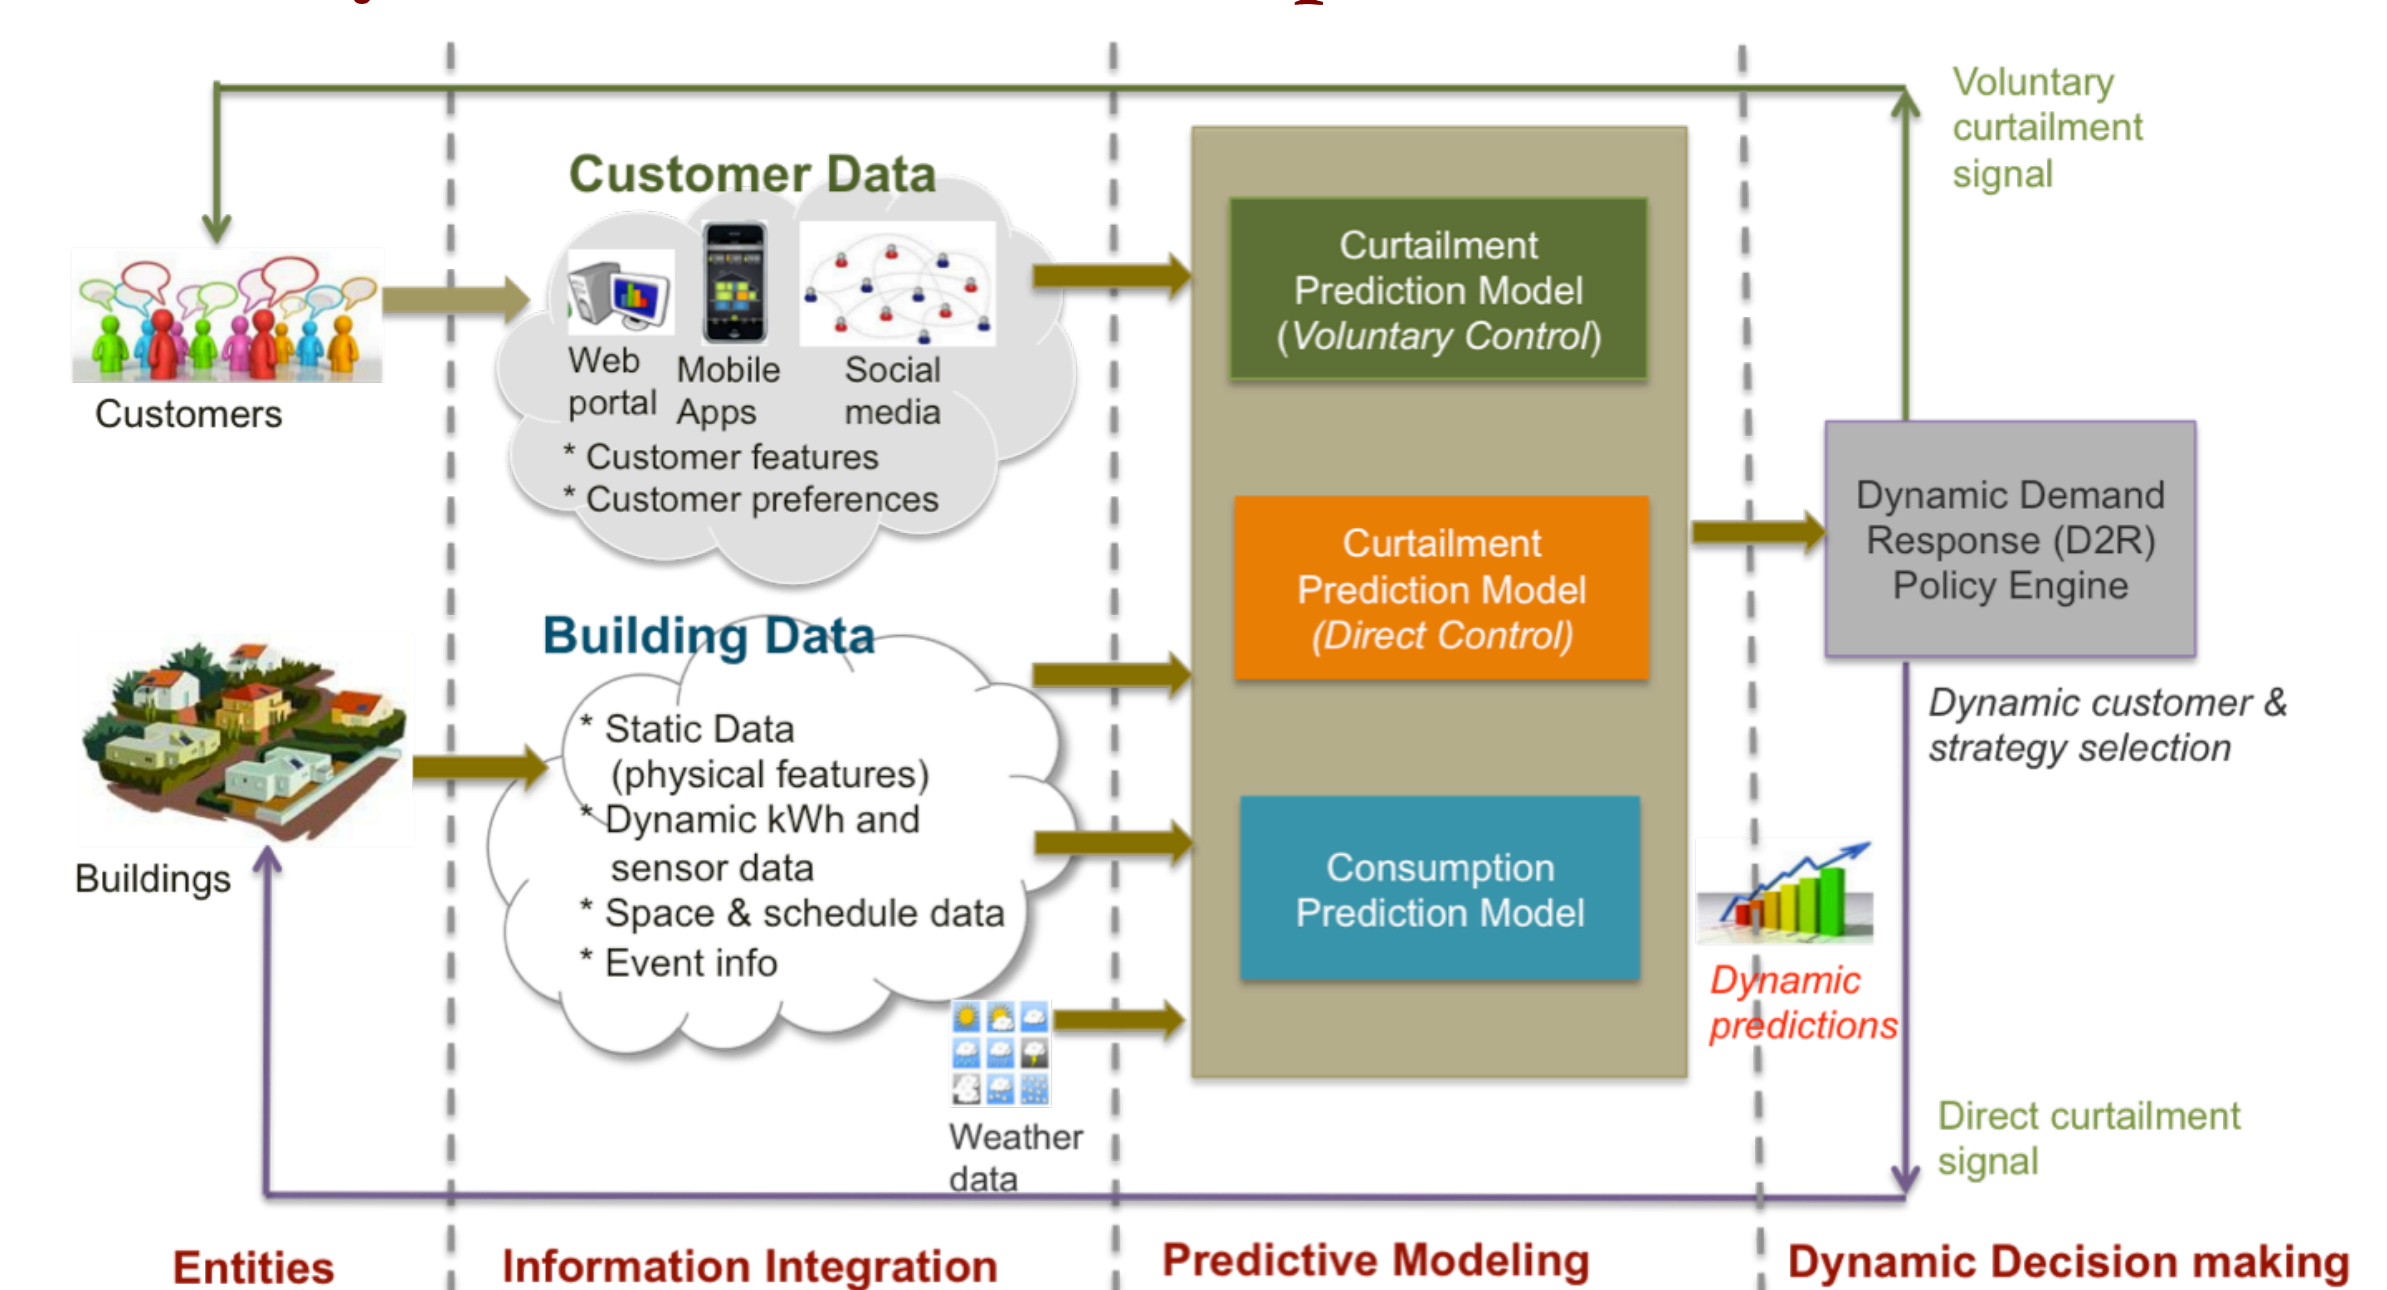 Voluntary
curtailment
signal
Customer Data
Web
portal
Mobile
Apps
Social
media
* Customer features
* Customer preferences
Customers
Curtailment
Prediction Model
(Voluntary Control)
Curtailment
Prediction Model
(Direct Control)
Consumption
Prediction Model
Dynamic Demand
Response (D2R)
Policy Engine
Dynamic customer &
strategy selection
Building Data
* Static Data
(physical features)
* Dynamic kWh and
sensor data
* Space & schedule data
* Event info
Buildings
Weather
data
Dynamic
predictions
Direct curtailment
signal
Entities
Information Integration
Predictive Modeling
Dynamic Decision making